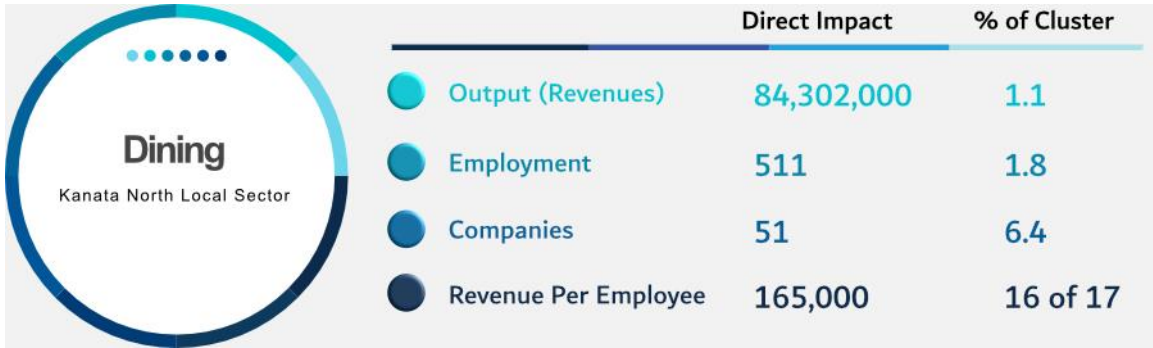 Dining
Kanata North Local Sector
Direct Impact % of Cluster
Output (Revenues) 84,302,000 1.1
Employment 511 1.8
Companies 51 6.4
Revenue Per Employee 165,000 16 of 17